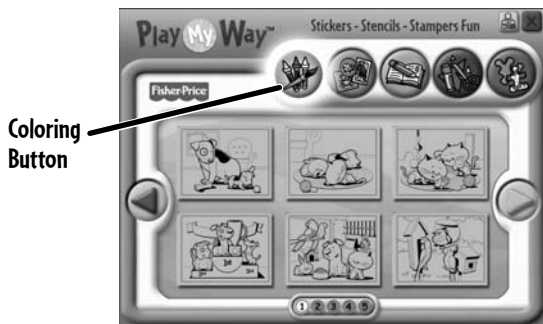 Play My Way™
Stickers - Stencils - Stampers Fun
Fisher-Price
Coloring
Button
1 2 3 4 5